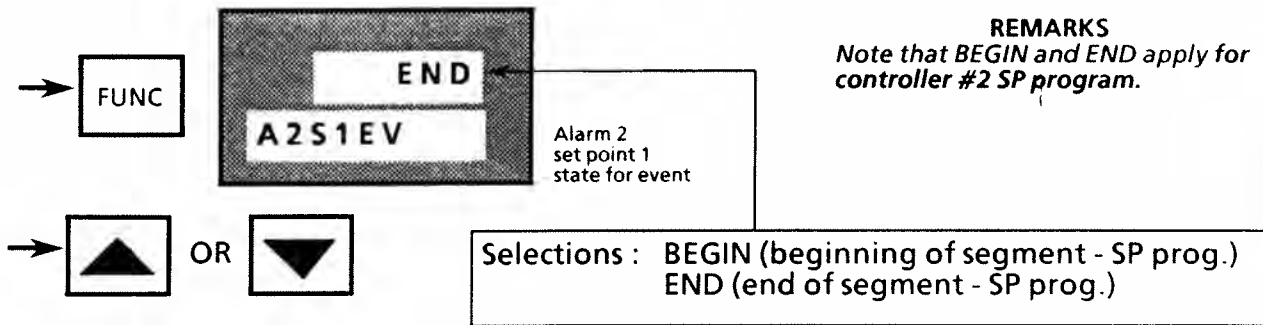 REMARKS
Note that BEGIN and END apply for
controller #2 SP program.
FUNC
END
A2S1EV
Alarm 2
set point 1
state for event
OR
Selections : BEGIN (beginning of segment - SP prog.)
END (end of segment - SP prog.)